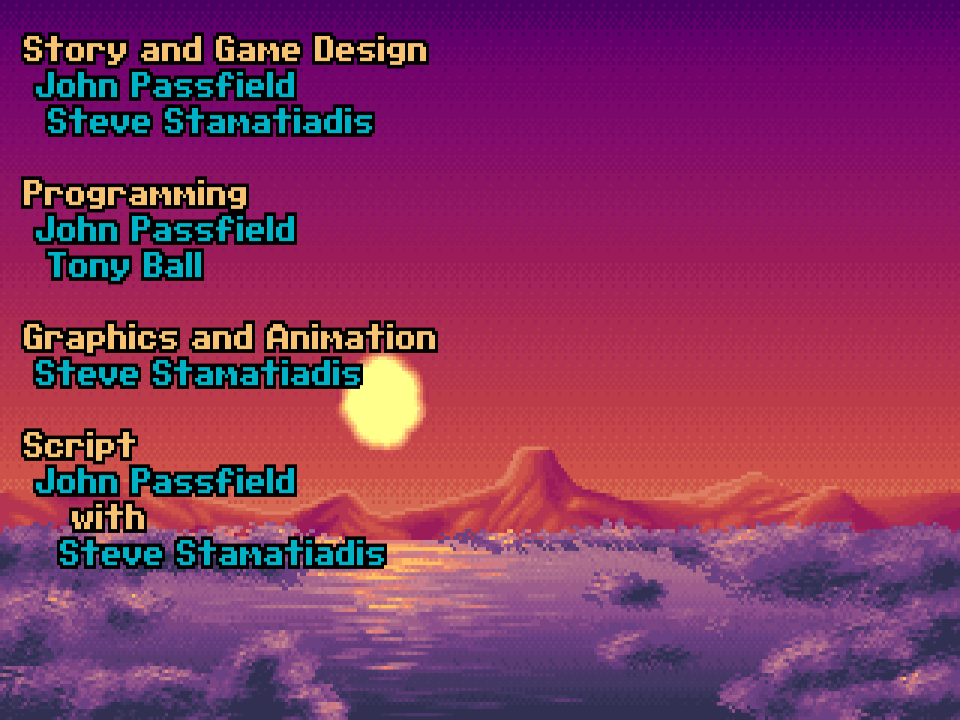 Story and Game Design
John Passfield
Steve Stamatiadis
Programming
John Passfield
Tony Ball
Graphics and Animation
Steve Stamatiadis
Script
John Passfield
with
Steve Stamatiadis